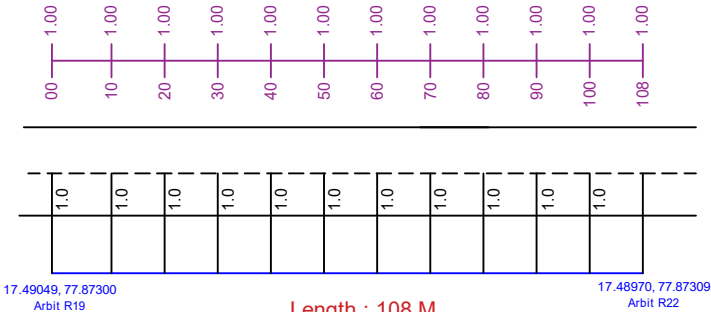 1.00 1.00 1.00 1.00 1.00 1.00 1.00 1.00 1.00 1.00 1.00 1.00
00 10 20 30 40 50 60 70 80 90 100 108
1.0 1.0 1.0 1.0 1.0 1.0 1.0 1.0 1.0 1.0 1.0
17.49049, 77.87300
Arbit R19
Length : 108 M
17.48970, 77.87309
Arbit R22